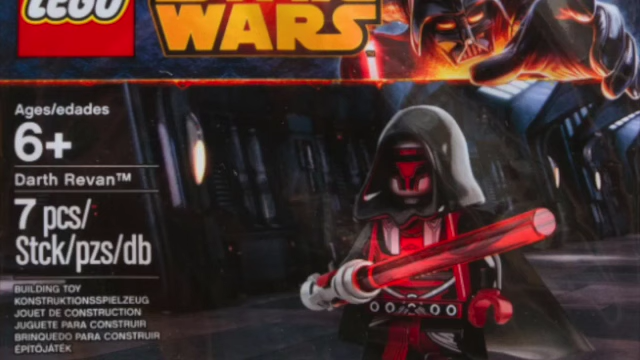 LEGO
STAR
WARS
Ages/edades
6+
Darth Revan™
7 pcs/
Stck/pzs/db
BUILDING TOY
KONSTRUKTIONSSPIELZEUG
JOUET DE CONSTRUCTION
JUGUETE PARA CONSTRUIR
BRINQUEDO PARA CONSTRUIR
ÉPÍTŐJÁTÉK